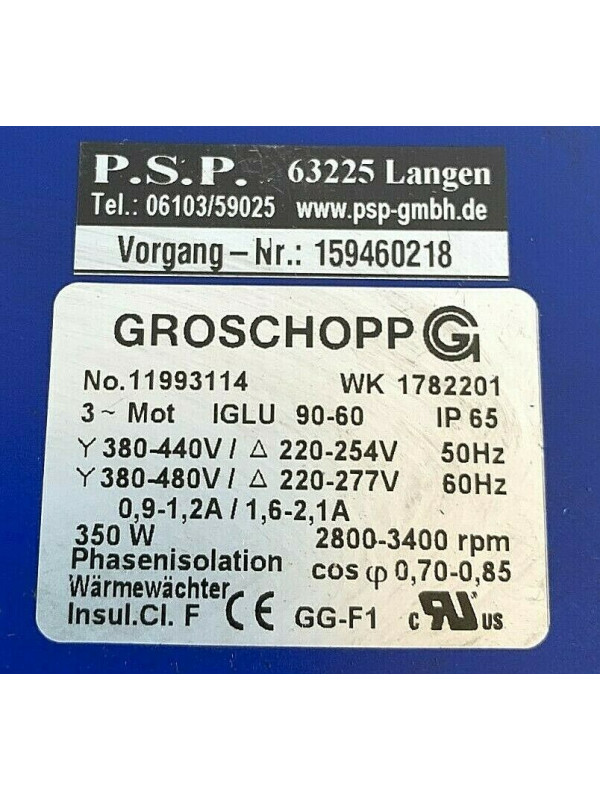 P.S.P. 63225 Langen
Tel.: 06103/59025 www.psp-gmbh.de
Vorgang – Nr.: 159460218
GROSCHOPP G
No.11993114 WK 1782201
3 ~ Mot IGLU 90-60 IP 65
Y 380-440V / Δ 220-254V 50Hz
Y 380-480V / Δ 220-277V 60Hz
0,9-1,2A / 1,6-2,1A
350 W 2800-3400 rpm
Phasenisolation cos φ 0,70-0,85
Wärmewächter
Insul.Cl. F CE GG-F1 c RU US